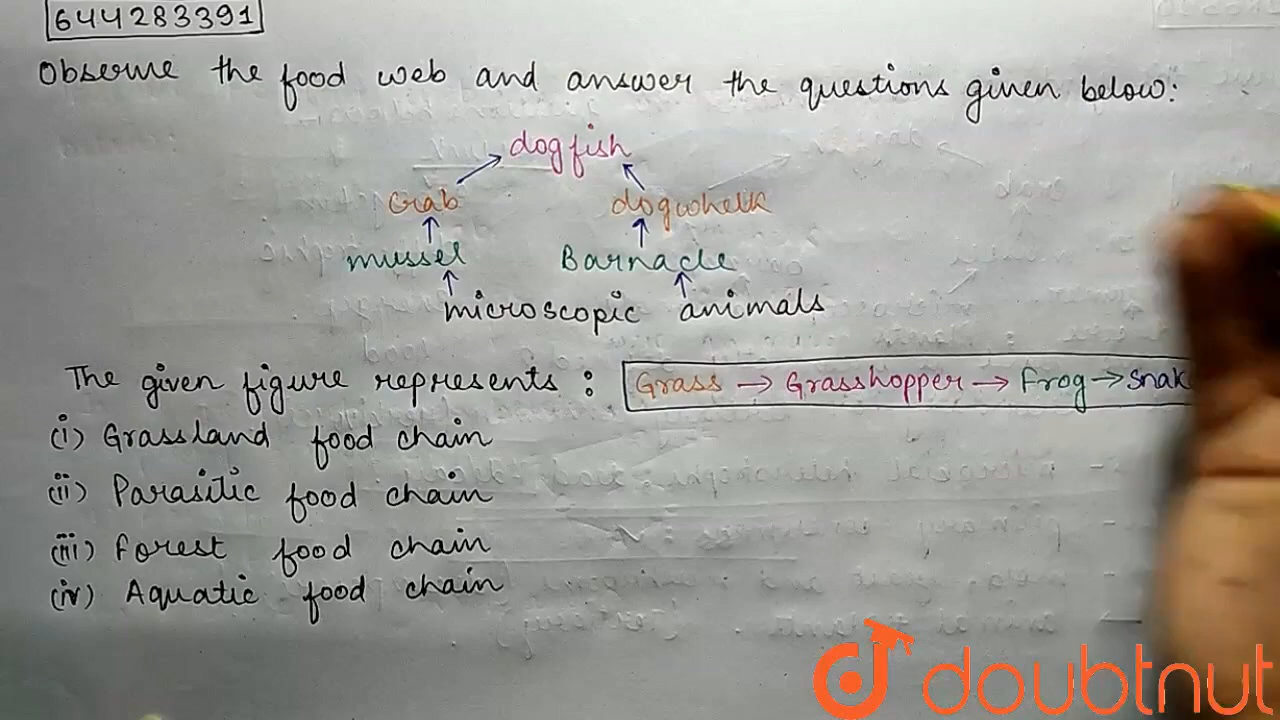 644283391
Observe the food web and answer the questions given below:
dogfish
Crab dogwhelk
mussel Barnacle
microscopic animals
The given figure represents : Grass → Grasshopper → Frog → Snak
(i) Grassland food chain
(ii) Parasitic food chain
(iii) Forest food chain
(iv) Aquatic food chain
doubtnut